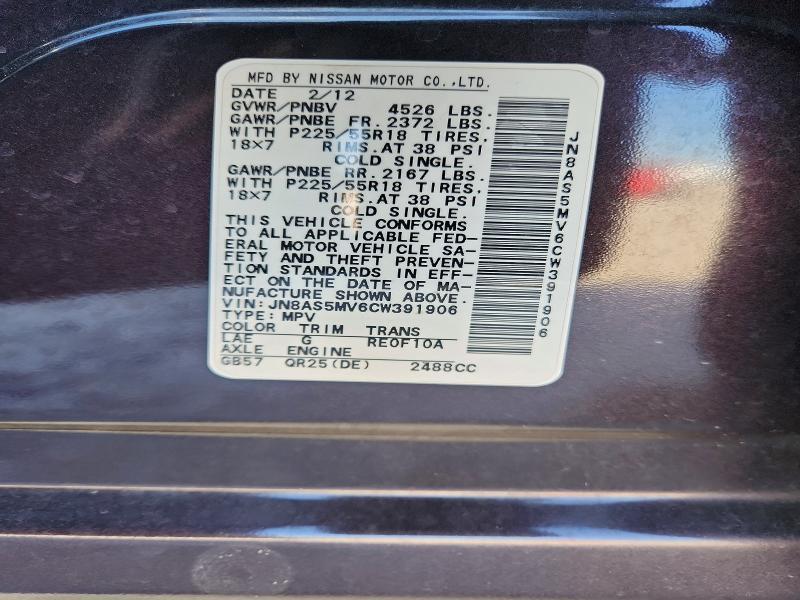 MFD BY NISSAN MOTOR CO.,LTD.
DATE 2/12
GVWR/PNBV 4526 LBS.
GAWR/PNBE FR. 2372 LBS.
WITH P225/55R18 TIRES,
18×7 RIMS.AT 38 PSI
COLD SINGLE.
GAWR/PNBE RR. 2167 LBS.
WITH P225/55R18 TIRES,
18×7 RIMS.AT 38 PSI
COLD SINGLE.
THIS VEHICLE CONFORMS
TO ALL APPLICABLE FED-
ERAL MOTOR VEHICLE SA-
FETY AND THEFT PREVEN-
TION STANDARDS IN EFF-
ECT ON THE DATE OF MA-
NUFACTURE SHOWN ABOVE.
VIN: JN8AS5MV6CW391906
TYPE: MPV
COLOR TRIM TRANS
LAE G RE0F10A
AXLE ENGINE
GB57 QR25(DE) 2488CC
JN8AS5MV6CW391906